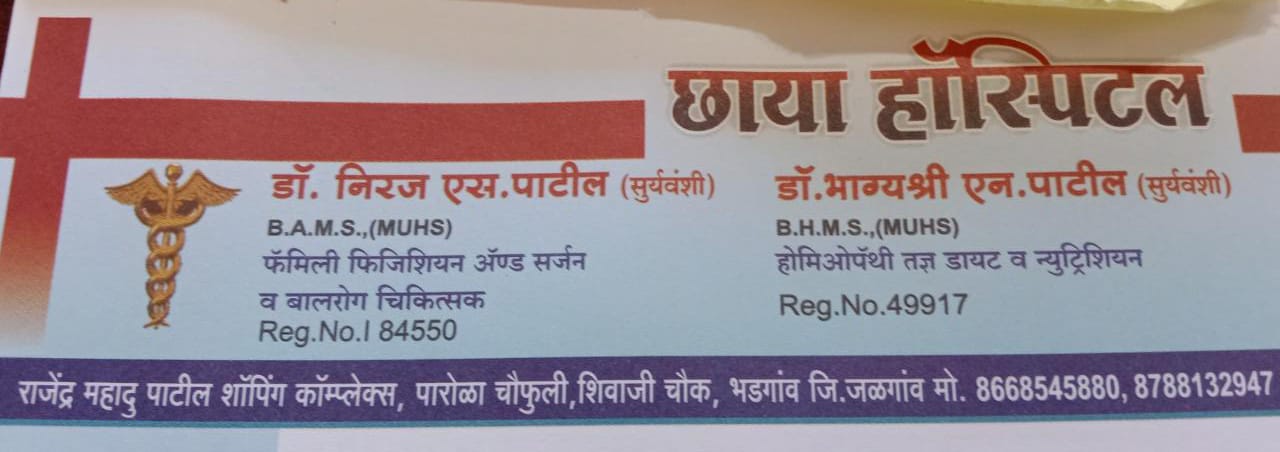 छाया हॉस्पिटल
डॉ. निरज एस.पाटील (सुर्यवंशी)
B.A.M.S.,(MUHS)
फॅमिली फिजिशियन ॲण्ड सर्जन
व बालरोग चिकित्सक
Reg.No.I 84550
डॉ.भाग्यश्री एन.पाटील (सुर्यवंशी)
B.H.M.S.,(MUHS)
होमिओपॅथी तज्ञ डायट व न्युट्रिशियन
Reg.No.49917
राजेंद्र महादु पाटील शॉपिंग कॉम्प्लेक्स, पारोळा चौफुली,शिवाजी चौक, भडगांव जि.जळगांव मो. 8668545880, 8788132947